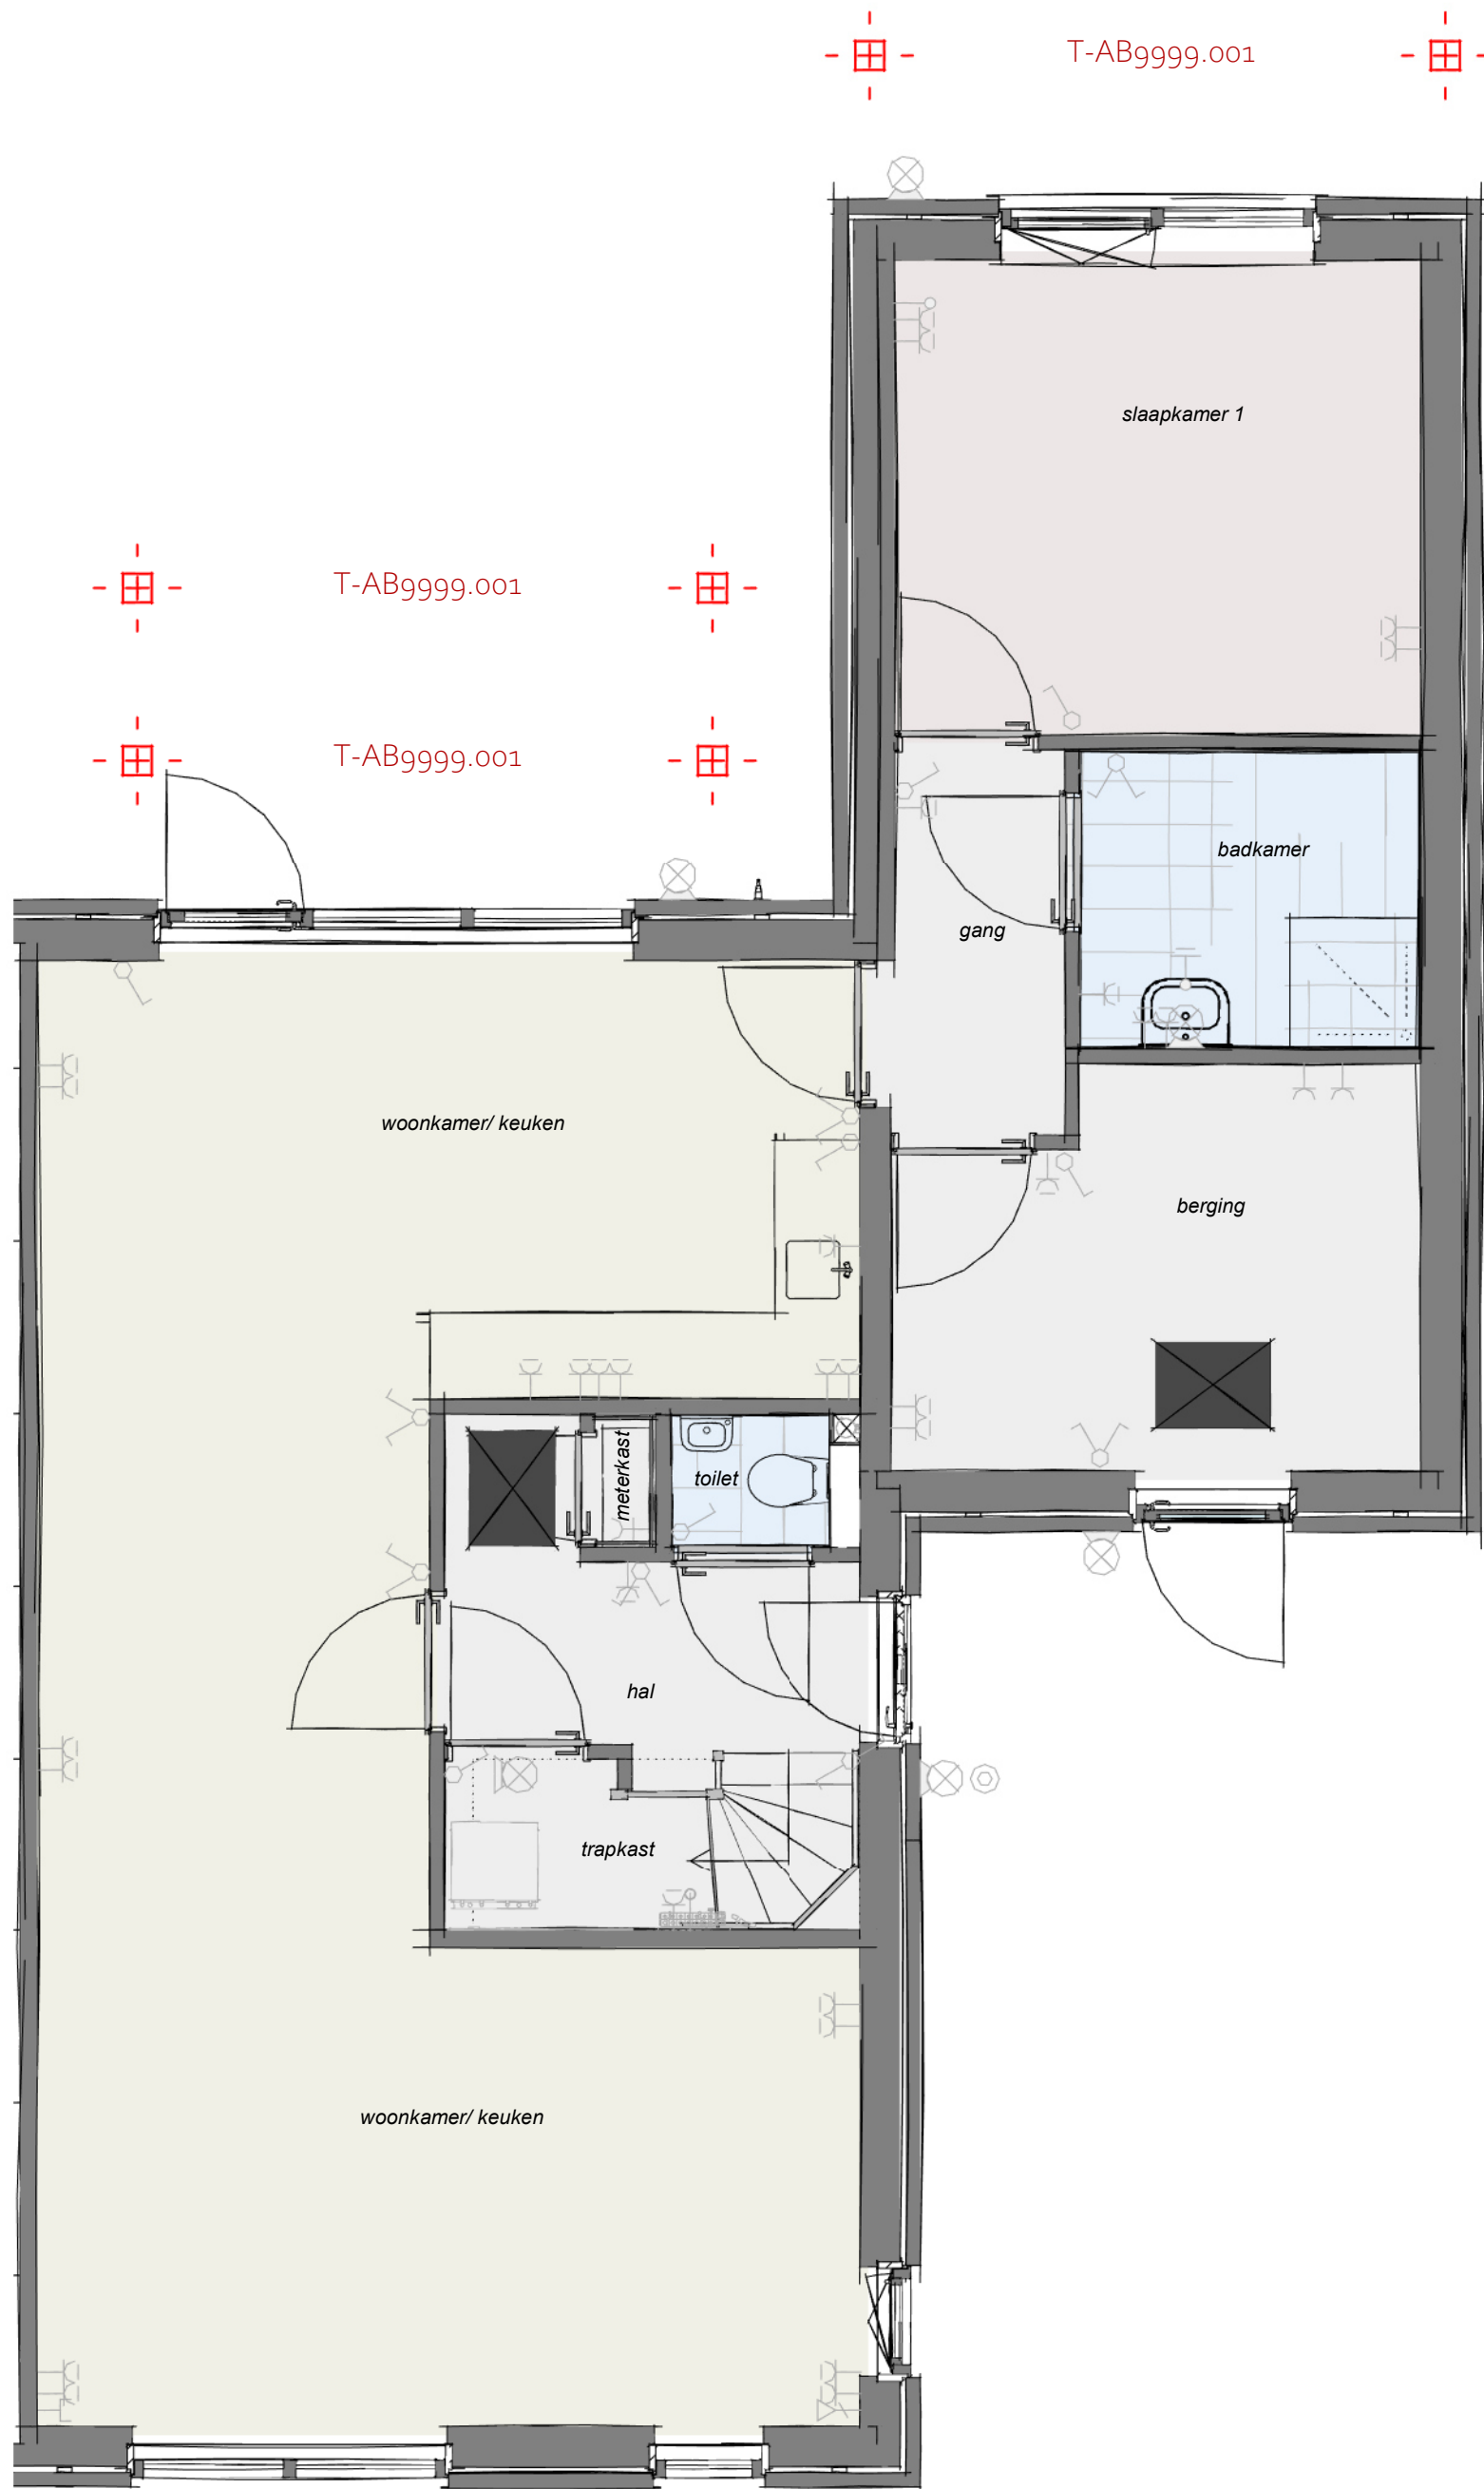 T-AB9999.001
slaapkamer 1
T-AB9999.001
T-AB9999.001
badkamer
gang
woonkamer/ keuken
berging
meterkast
toilet
hal
trapkast
woonkamer/ keuken